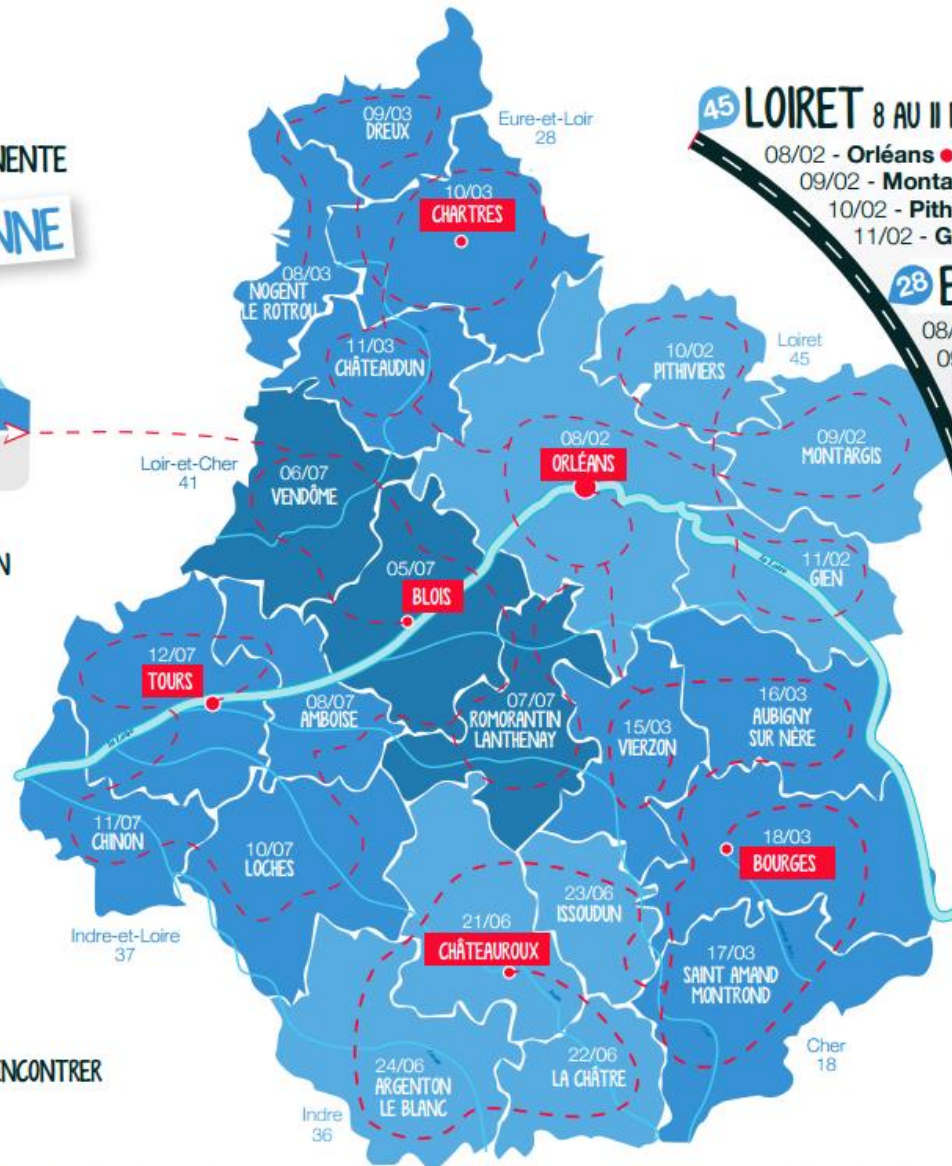 45 LOIRET 8 AU 11
08/02 - Orléans
09/02 -
10/02 -
11/02 -
28
09/03
DREUX
Eure-et-Loir
28
10/03
CHARTRES
08/03
NOGENT
LE ROTROU
11/03
CHÂTEAUDUN
10/02
PITHIVIERS
Loiret
45
08/02
ORLÉANS
09/02
MONTARGIS
Loir-et-Cher
41
06/07
VENDÔME
11/02
GIEN
la Loire
05/07
BLOIS
12/07
TOURS
08/07
AMBOISE
07/07
ROMORANTIN
LANTHENAY
15/03
VIERZON
16/03
AUBIGNY
SUR NÈRE
la Loire
11/07
CHINON
10/07
LOCHES
18/03
BOURGES
23/06
ISSOUDUN
21/06
CHÂTEAUROUX
17/03
SAINT AMAND
MONTROND
Indre-et-Loire
37
Cher
18
24/06
ARGENTON
LE BLANC
22/06
LA CHÂTRE
Indre
36